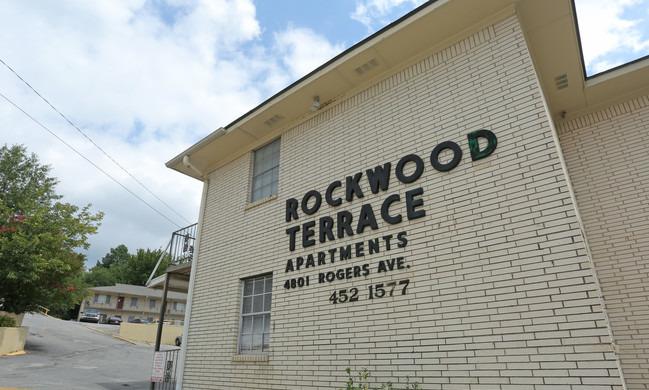 ROCKWOOD
TERRACE
APARTMENTS
4801 ROGERS AVE.
452 1577